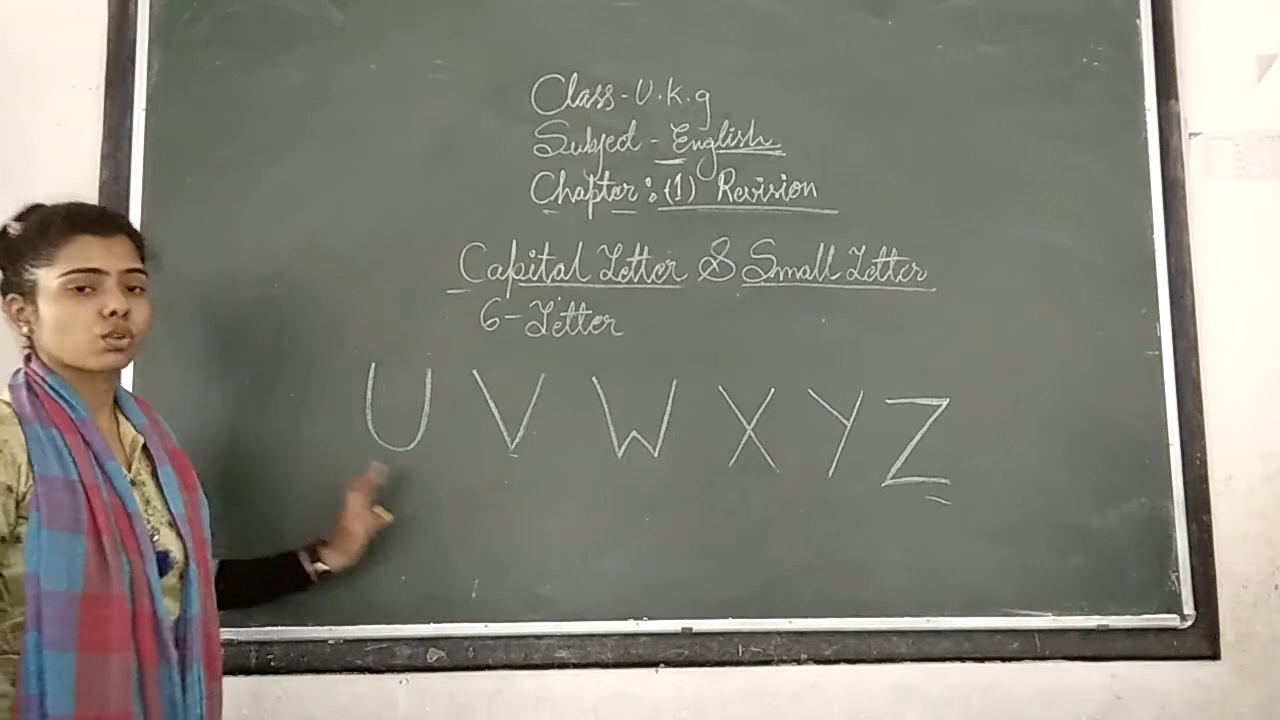 Class - U.K.g
Subject - English
Chapter : (1) Revision
Capital Letter & Small Letter
6 - Letter
U V W X Y Z